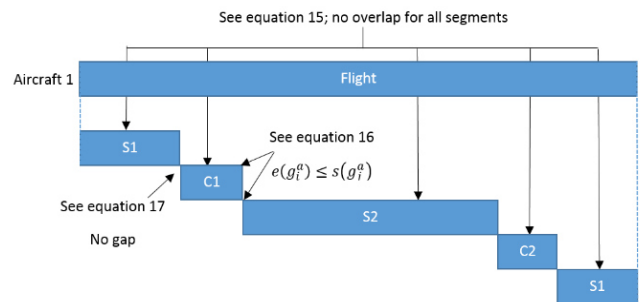 See equation 15; no overlap for all segments
Aircraft 1
Flight
S1
See equation 16
C1
e(g_i^a) ≤ s(g_j^a)
See equation 17
S2
No gap
C2
S1